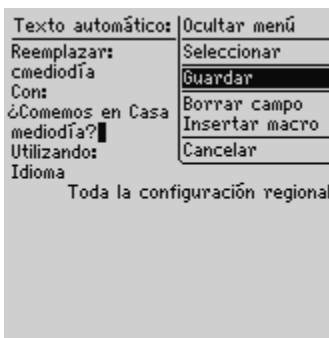 Texto automático:
Reemplazar:
cmediodía
Con:
¿Comemos en Casa
mediodía?
Utilizando:
Idioma
Toda la configuración regional
Ocultar menú
Seleccionar
Guardar
Borrar campo
Insertar macro
Cancelar